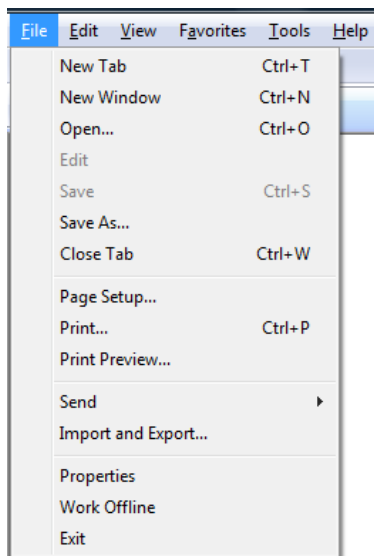 File Edit View Favorites Tools Help
New Tab Ctrl+T
New Window Ctrl+N
Open... Ctrl+O
Edit
Save Ctrl+S
Save As...
Close Tab Ctrl+W
Page Setup...
Print... Ctrl+P
Print Preview...
Send
Import and Export...
Properties
Work Offline
Exit